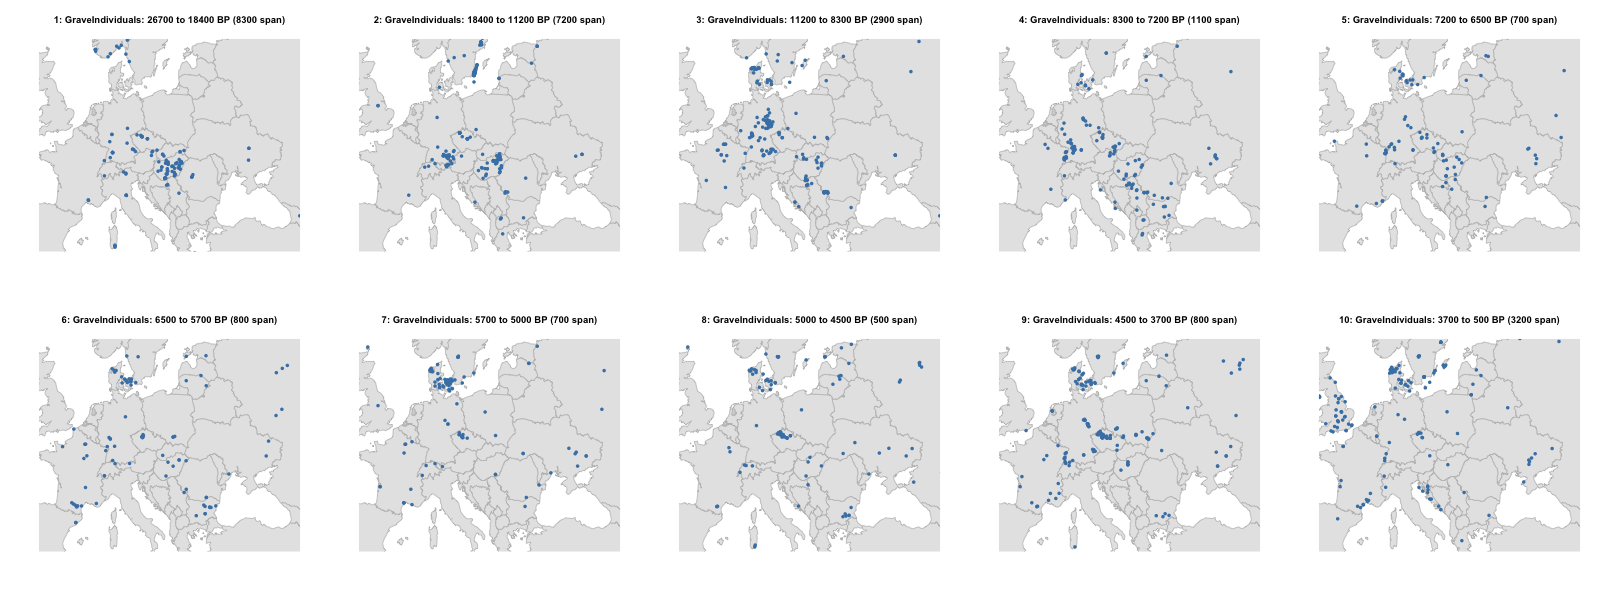 1: GraveIndividuals: 26700 to 18400 BP (8300 span)
2: GraveIndividuals: 18400 to 11200 BP (7200 span)
3: GraveIndividuals: 11200 to 8300 BP (2900 span)
4: GraveIndividuals: 8300 to 7200 BP (1100 span)
5: GraveIndividuals: 7200 to 6500 BP (700 span)
6: GraveIndividuals: 6500 to 5700 BP (800 span)
7: GraveIndividuals: 5700 to 5000 BP (700 span)
8: GraveIndividuals: 5000 to 4500 BP (500 span)
9: GraveIndividuals: 4500 to 3700 BP (800 span)
10: GraveIndividuals: 3700 to 500 BP (3200 span)